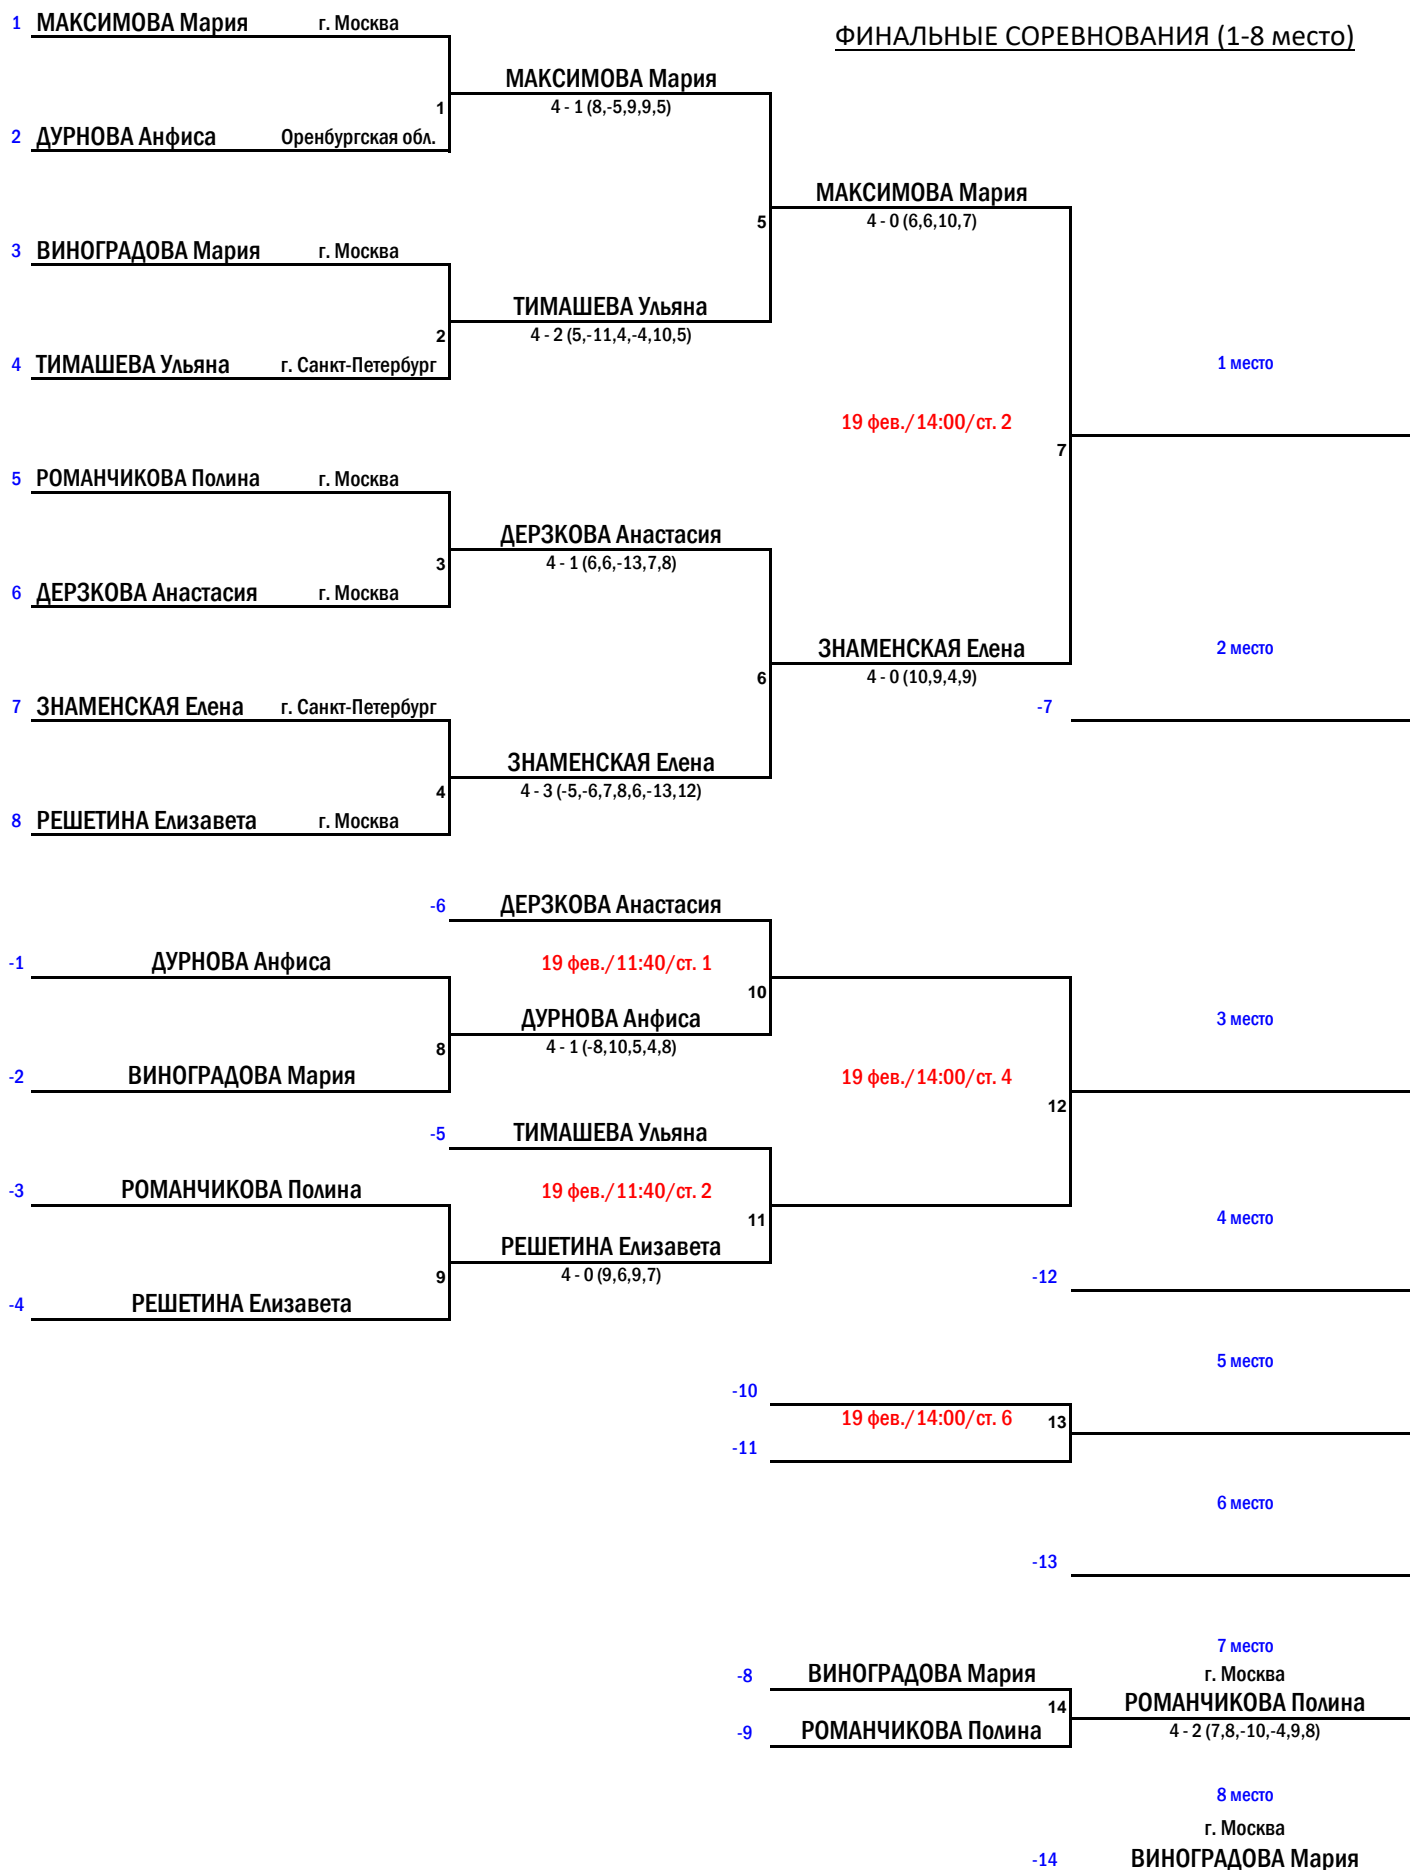 ФИНАЛЬНЫЕ СОРЕВНОВАНИЯ (1-8 место)
1 МАКСИМОВА Мария г. Москва
МАКСИМОВА Мария
1 4 - 1 (8,-5,9,9,5)
2 ДУРНОВА Анфиса Оренбургская обл.
МАКСИМОВА Мария
5 4 - 0 (6,6,10,7)
3 ВИНОГРАДОВА Мария г. Москва
ТИМАШЕВА Ульяна
2 4 - 2 (5,-11,4,-4,10,5)
4 ТИМАШЕВА Ульяна г. Санкт-Петербург
1 место
19 фев./14:00/ст. 2
7
5 РОМАНЧИКОВА Полина г. Москва
ДЕРЗКОВА Анастасия
3 4 - 1 (6,6,-13,7,8)
6 ДЕРЗКОВА Анастасия г. Москва
ЗНАМЕНСКАЯ Елена
2 место
6 4 - 0 (10,9,4,9)
7 ЗНАМЕНСКАЯ Елена г. Санкт-Петербург
-7
ЗНАМЕНСКАЯ Елена
4 4 - 3 (-5,-6,7,8,6,-13,12)
8 РЕШЕТИНА Елизавета г. Москва
-6 ДЕРЗКОВА Анастасия
-1 ДУРНОВА Анфиса
19 фев./11:40/ст. 1
10
ДУРНОВА Анфиса
3 место
8 4 - 1 (-8,10,5,4,8)
-2 ВИНОГРАДОВА Мария
19 фев./14:00/ст. 4
12
-5 ТИМАШЕВА Ульяна
-3 РОМАНЧИКОВА Полина
19 фев./11:40/ст. 2
11
4 место
РЕШЕТИНА Елизавета
9 4 - 0 (9,6,9,7)
-12
-4 РЕШЕТИНА Елизавета
5 место
-10
19 фев./14:00/ст. 6 13
-11
6 место
-13
7 место
-8 ВИНОГРАДОВА Мария г. Москва
14 РОМАНЧИКОВА Полина
-9 РОМАНЧИКОВА Полина 4 - 2 (7,8,-10,-4,9,8)
8 место
г. Москва
-14 ВИНОГРАДОВА Мария